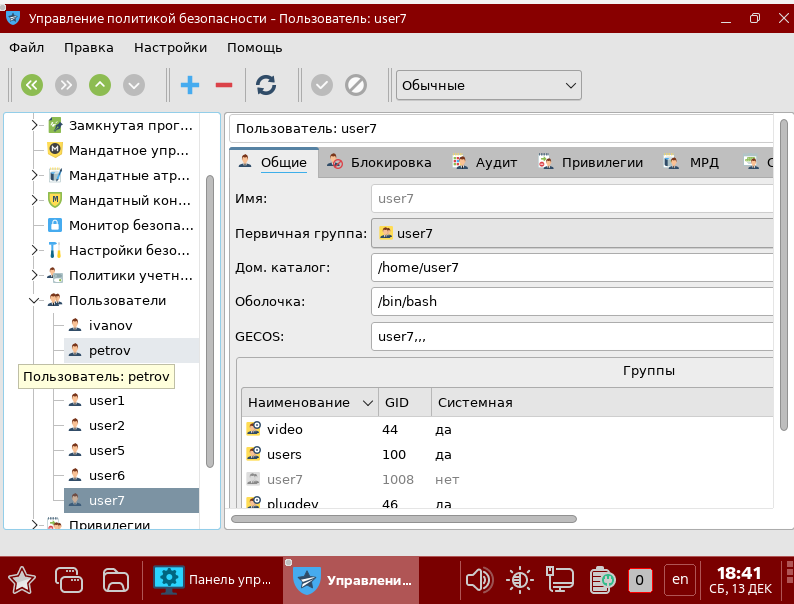 Управление политикой безопасности – Пользователь: user7
Файл Правка Настройки Помощь
Обычные
Замкнутая прог...
Мандатное упр...
Мандатные атр...
Мандатный кон...
Монитор безопа...
Настройки безо...
Политики учетн...
Пользователи
ivanov
petrov
Пользователь: petrov
user1
user2
user5
user6
user7
Привилегии
Пользователь: user7
Общие Блокировка Аудит Привилегии МРД
Имя: user7
Первичная группа: user7
Дом. каталог: /home/user7
Оболочка: /bin/bash
GECOS: user7,,,
Группы
Наименование GID Системная
video 44 да
users 100 да
user7 1008 нет
plugdev 46 да
Панель упр... Управлени... 0 en 18:41
СБ, 13 ДЕК